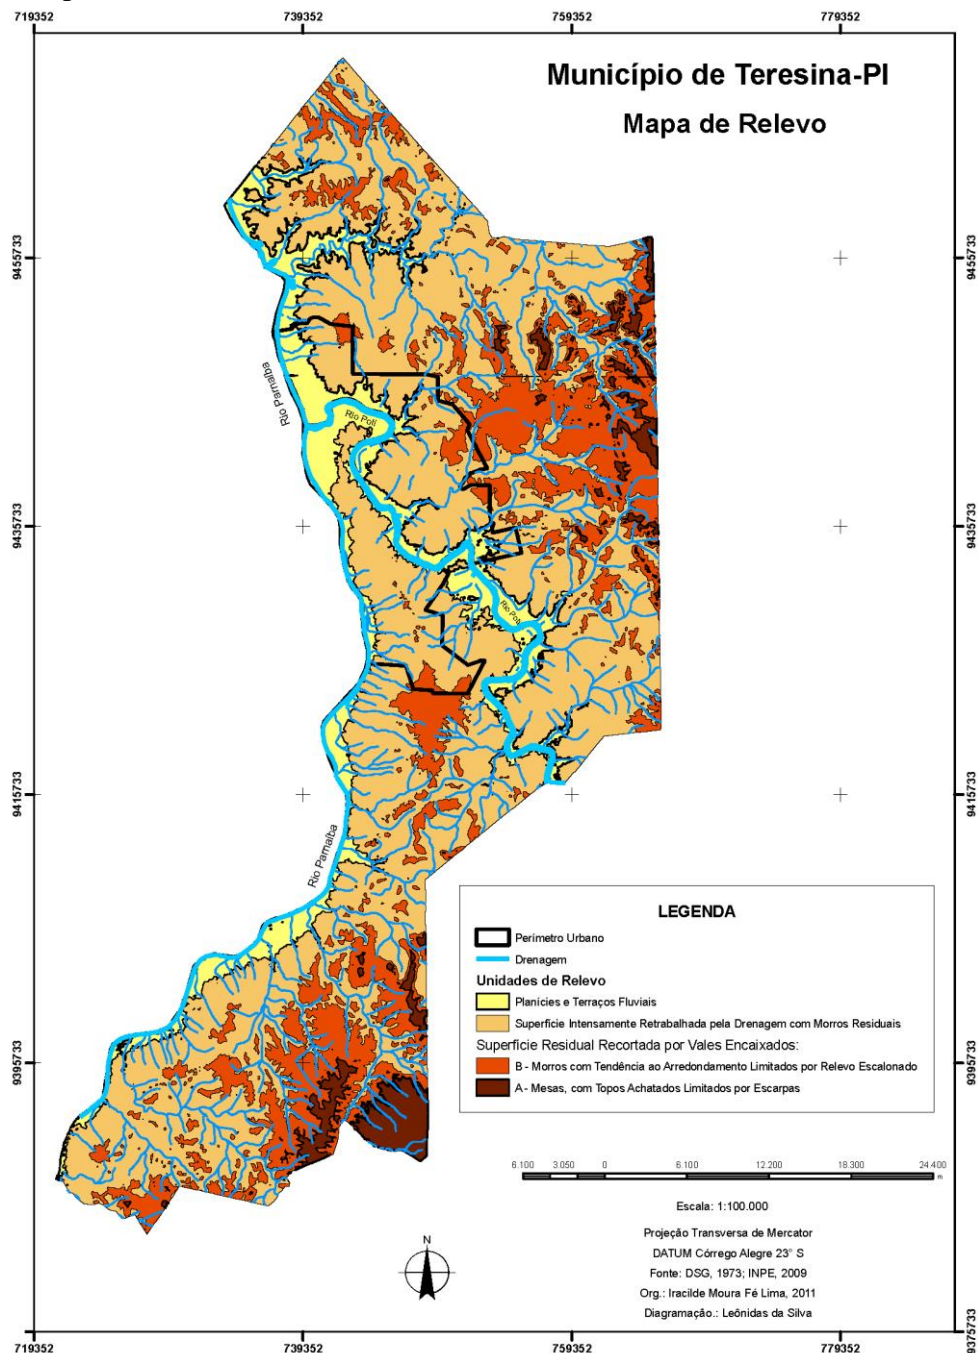 719352 739352 759352 779352
Município de Teresina-PI
Mapa de Relevo
9455733 9455733
Rio Parnaíba
Rio Poti
9435733 9435733
Rio Poti
9415733 9415733
Rio Parnaíba
LEGENDA
Perímetro Urbano
Drenagem
Unidades de Relevo
Planícies e Terraços Fluviais
Superfície Intensamente Retrabalhada pela Drenagem com Morros Residuais
Superfície Residual Recortada por Vales Encaixados:
9395733 9395733
B - Morros com Tendência ao Arredondamento Limitados por Relevo Escalonado
A - Mesas, com Topos Achatados Limitados por Escarpas
6.100 3.050 0 6.100 12.200 18.300 24.400
m
Escala: 1:100.000
Projeção Transversa de Mercator
N
DATUM Córrego Alegre 23° S
Fonte: DSG, 1973; INPE, 2009
Org.: Iracilde Moura Fé Lima, 2011
Diagramação.: Leônidas da Silva
9375733 9375733
719352 739352 759352 779352